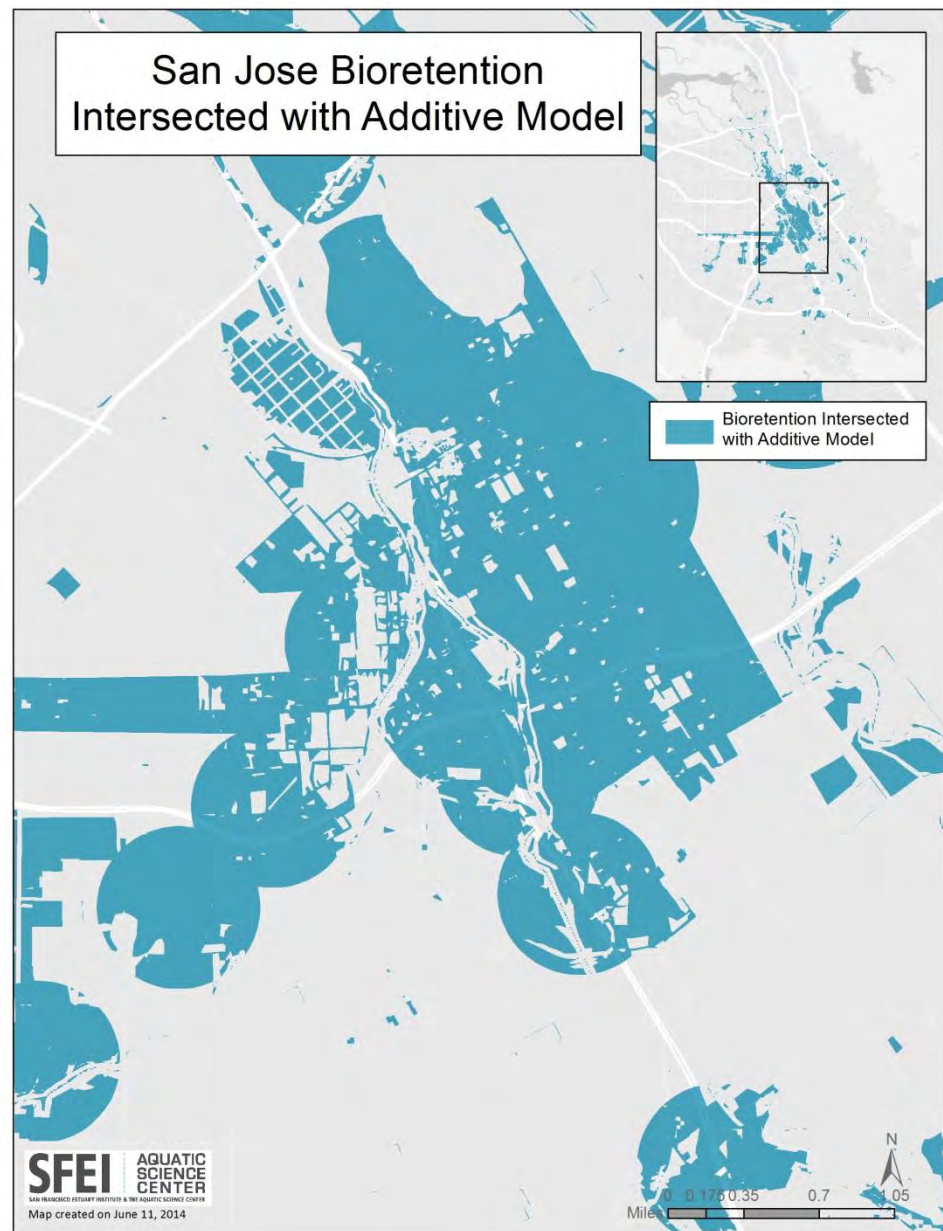 San Jose Bioretention
Intersected with Additive Model
Bioretention Intersected
with Additive Model
SFEI
AQUATIC
SCIENCE
CENTER
SAN FRANCISCO ESTUARY INSTITUTE & THE AQUATIC SCIENCE CENTER
Map created on June 11, 2014
N
0 0.175 0.35 0.7 1.05
Miles